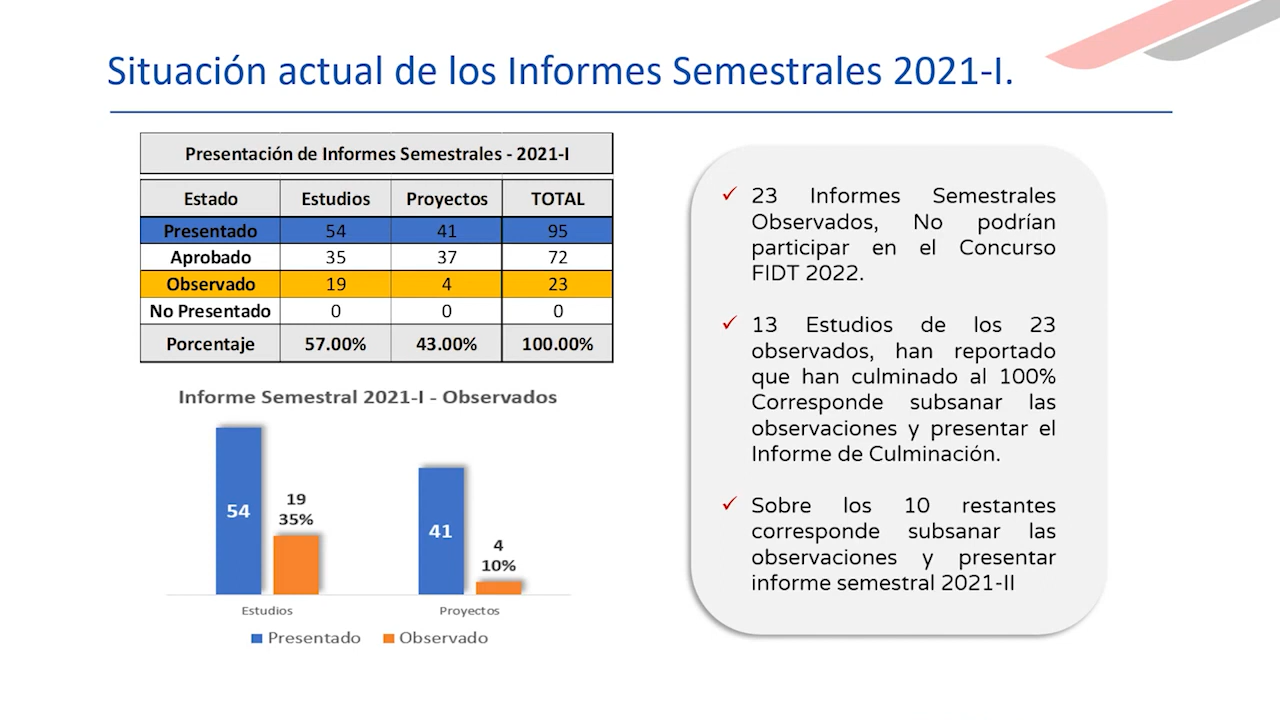 Situación actual de los Informes Semestrales 2021-I.
Presentación de Informes Semestrales - 2021-I
Estado Estudios Proyectos TOTAL
Presentado 54 41 95
Aprobado 35 37 72
Observado 19 4 23
No Presentado 0 0 0
Porcentaje 57.00% 43.00% 100.00%
Informe Semestral 2021-I - Observados
54
19
35%
41
4
10%
Estudios Proyectos
Presentado Observado
23 Informes Semestrales
Observados, No podrían
participar en el Concurso
FIDT 2022.
13 Estudios de los 23
observados, han reportado
que han culminado al 100%
Corresponde subsanar las
observaciones y presentar el
Informe de Culminación.
Sobre los 10 restantes
corresponde subsanar las
observaciones y presentar
informe semestral 2021-II